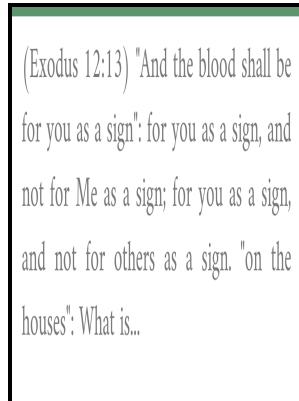 (Exodus 12:13) "And the blood shall be
for you as a sign": for you as a sign, and
not for Me as a sign; for you as a sign,
and not for others as a sign. "on the
houses": What is...